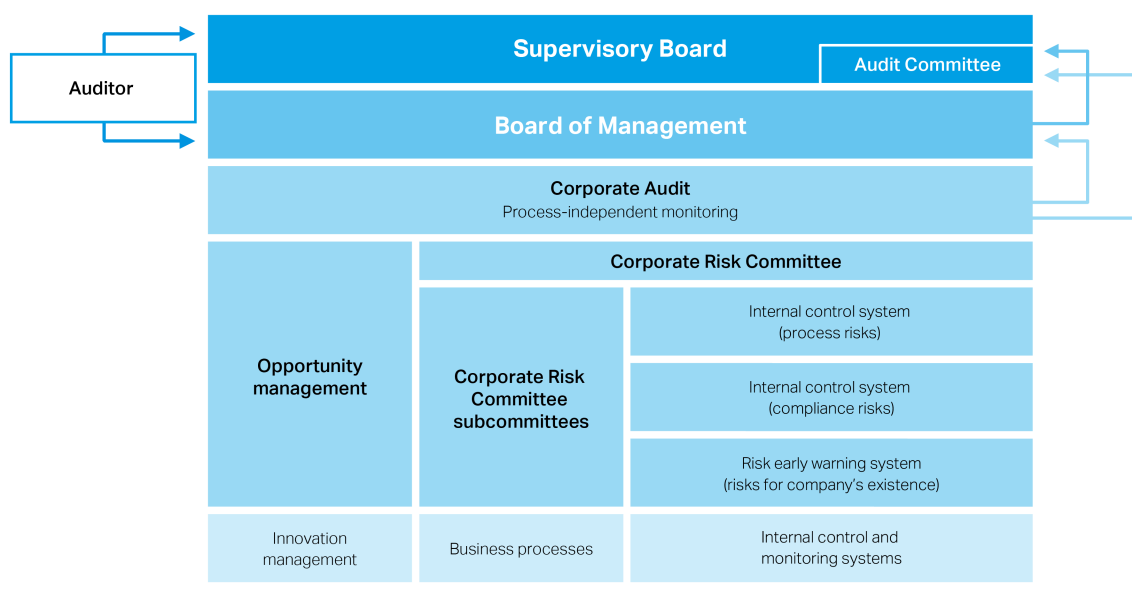 Supervisory Board
Audit Committee
Auditor
Board of Management
Corporate Audit
Process-independent monitoring
Corporate Risk Committee
Opportunity
management
Corporate Risk
Committee
subcommittees
Internal control system
(process risks)
Internal control system
(compliance risks)
Risk early warning system
(risks for company’s existence)
Innovation
management
Business processes
Internal control and
monitoring systems